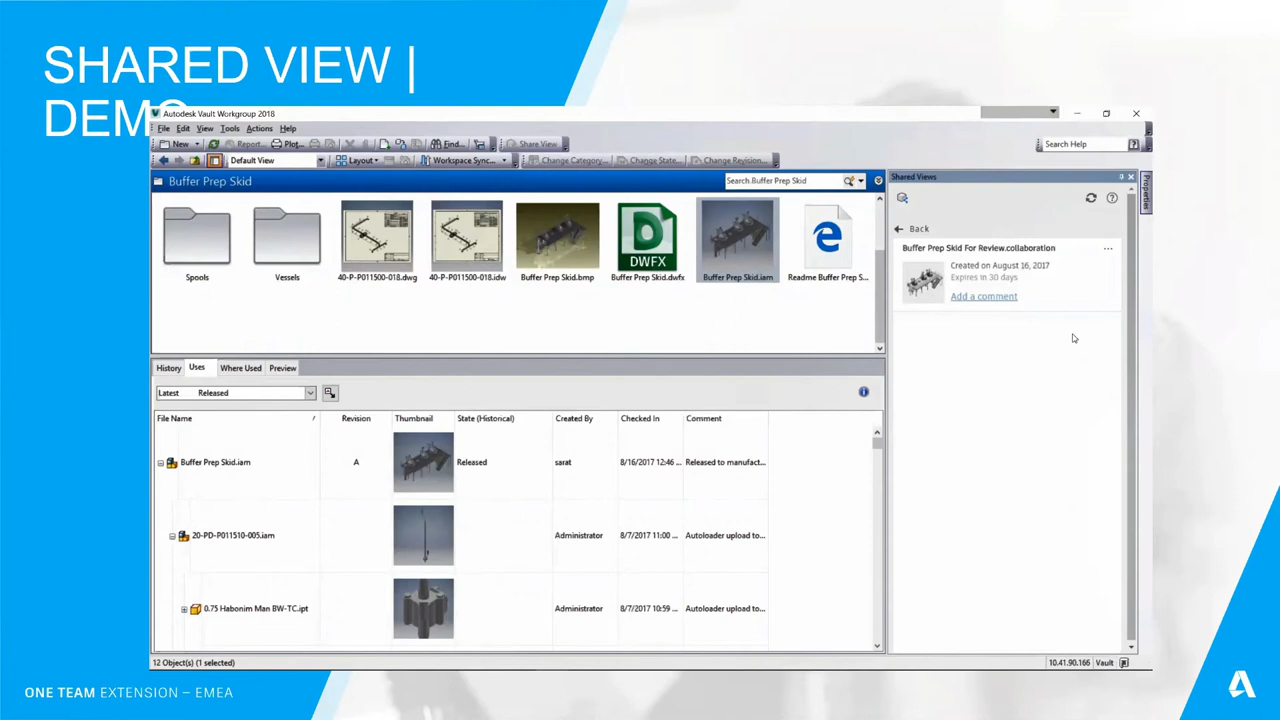 SHARED VIEW |
DEMO
Autodesk Vault Workgroup 2018
File Edit View Tools Actions Help
New Report... Plot... Find... Share View
Search Help
Default View Layout Workspace Sync... Change Category... Change State... Change Revision...
Buffer Prep Skid
Search Buffer Prep Skid
Spools
Vessels
40-P-P011500-018.dwg
40-P-P011500-018.idw
Buffer Prep Skid.bmp
DWFX
Buffer Prep Skid.dwfx
Buffer Prep Skid.iam
Readme Buffer Prep S...
Shared Views
Properties
Back
Buffer Prep Skid For Review.collaboration
Created on August 16, 2017
Expires in 30 days
Add a comment
History Uses Where Used Preview
Latest Released
File Name Revision Thumbnail State (Historical) Created By Checked In Comment
Buffer Prep Skid.iam A Released sarat 8/16/2017 12:46 ... Released to manufact...
20-PD-P011510-005.iam Administrator 8/7/2017 11:00 ... Autoloader upload to...
0.75 Habonim Man BW-TC.ipt Administrator 8/7/2017 10:59 ... Autoloader upload to...
12 Object(s) (1 selected)
10.41.90.166 Vault
ONE TEAM EXTENSION – EMEA